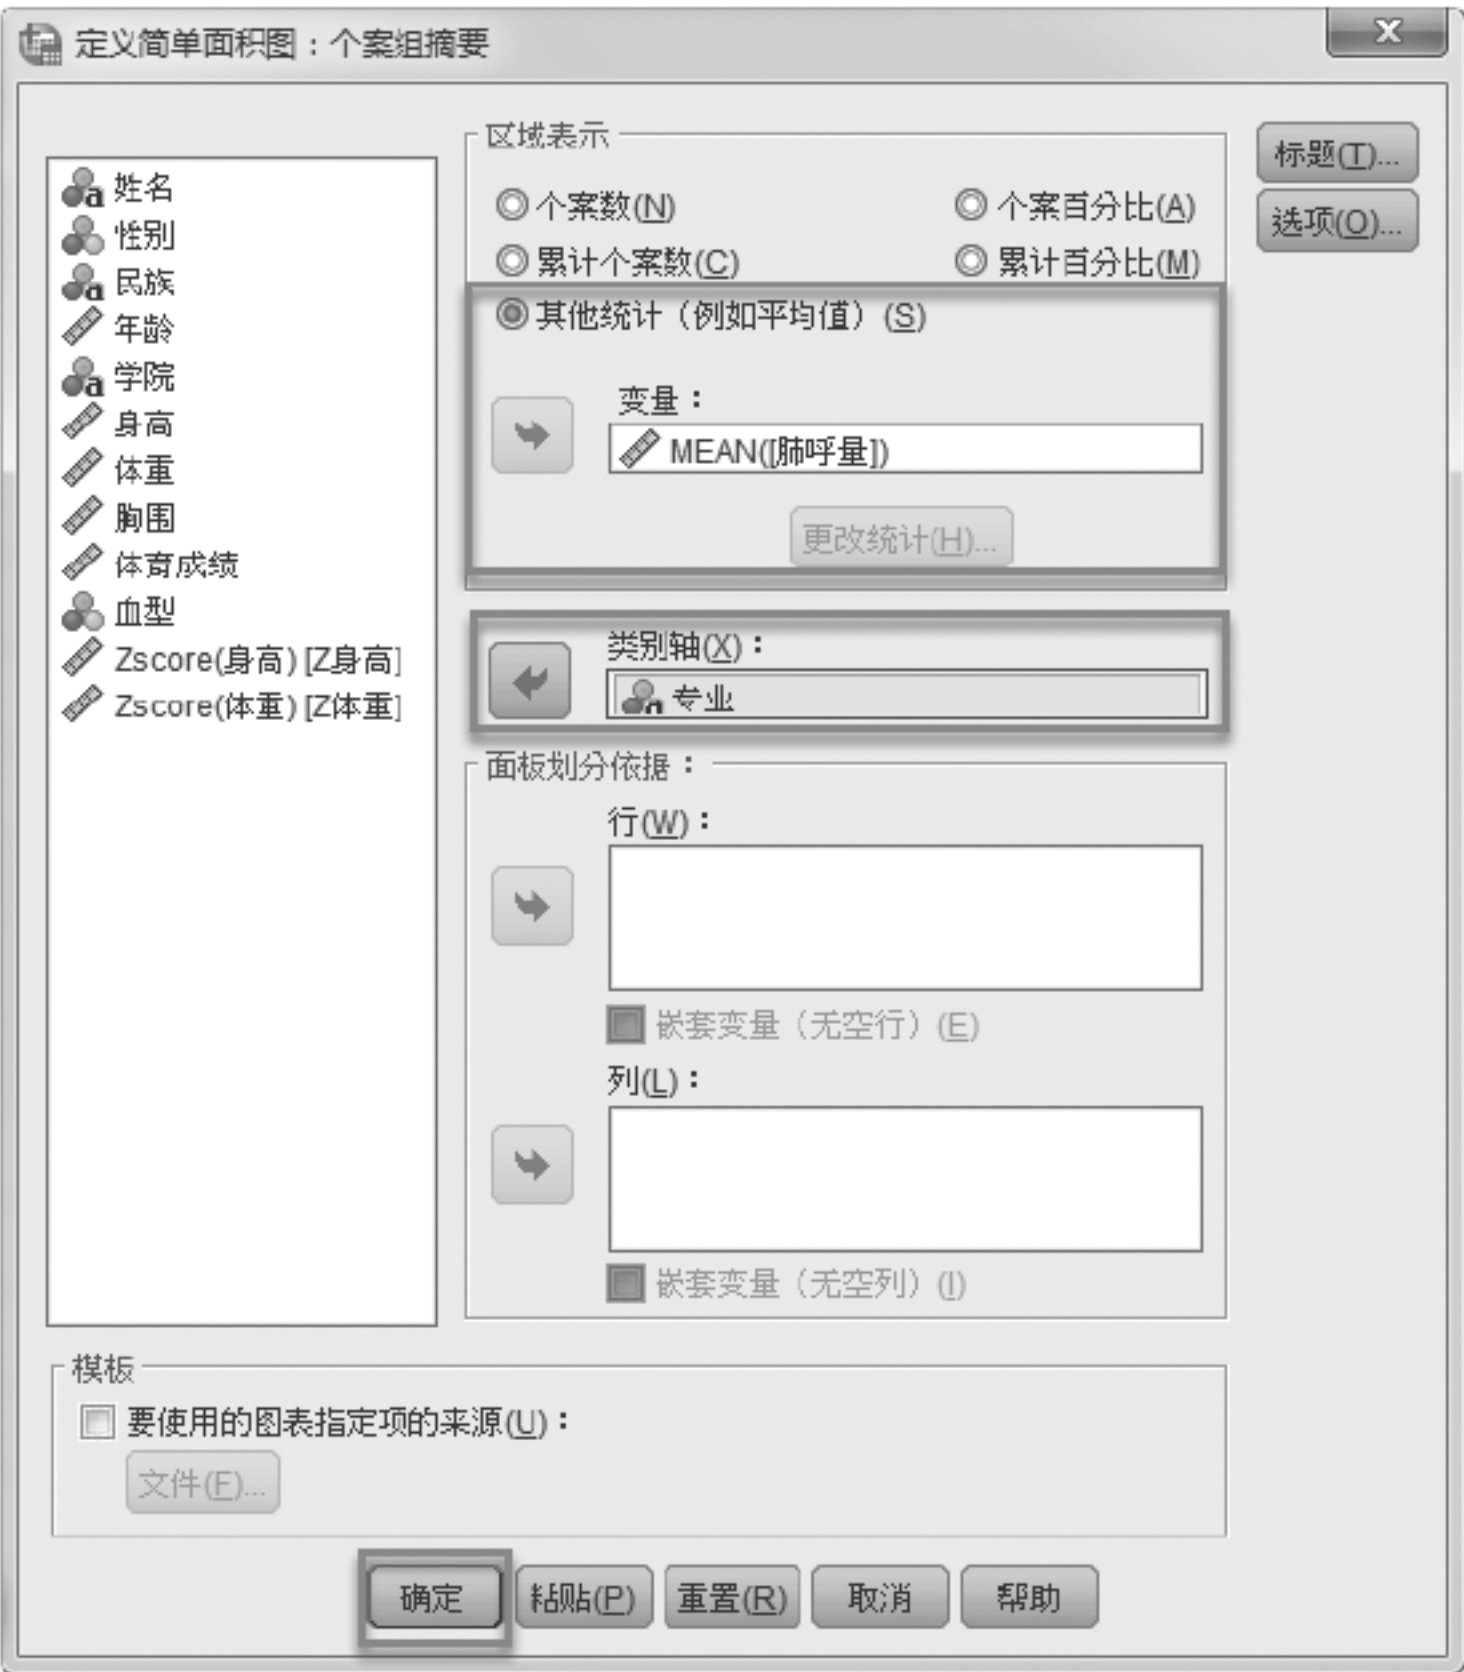 定义简单面积图：个案组摘要
姓名
性别
民族
年龄
学院
身高
体重
胸围
体育成绩
血型
Zscore(身高) [Z身高]
Zscore(体重) [Z体重]
区域表示
个案数(N)
个案百分比(A)
累计个案数(C)
累计百分比(M)
其他统计（例如平均值）(S)
变量：
MEAN([肺呼量])
更改统计(H)...
类别轴(X)：
专业
面板划分依据：
行(W)：
嵌套变量（无空行）(E)
列(L)：
嵌套变量（无空列）(I)
标题(T)...
选项(O)...
模板
要使用的图表指定项的来源(U)：
文件(F)...
确定
粘贴(P)
重置(R)
取消
帮助